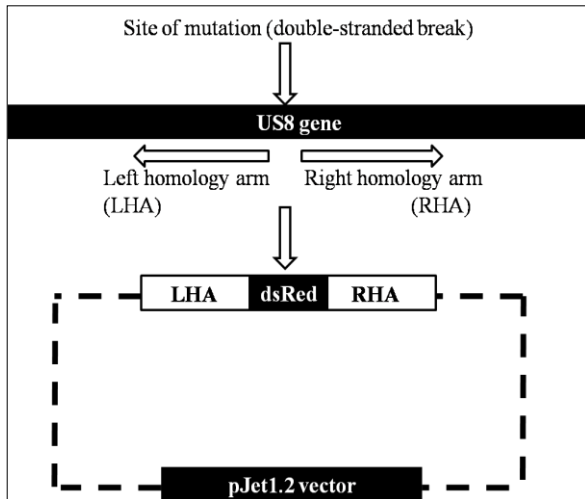 Site of mutation (double-stranded break)
US8 gene
Left homology arm
(LHA)
Right homology arm
(RHA)
LHA
dsRed
RHA
pJet1.2 vector